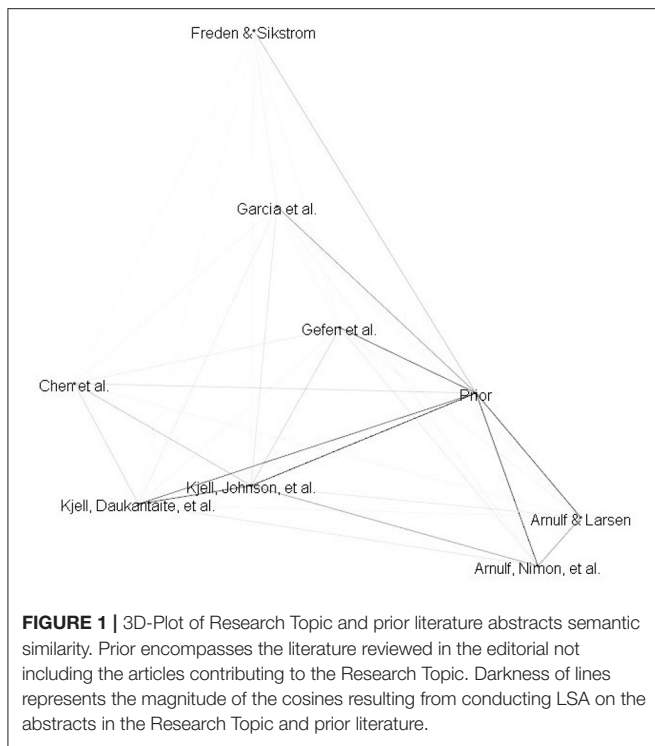 Freden & Sikstrom
Garcia et al.
Gefen et al.
Chen et al.
Prior
Kjell, Johnson, et al.
Kjell, Daukantaite, et al.
Arnulf & Larsen
Arnulf, Nimon, et al.
FIGURE 1 | 3D-Plot of Research Topic and prior literature abstracts semantic
similarity. Prior encompasses the literature reviewed in the editorial not
including the articles contributing to the Research Topic. Darkness of lines
represents the magnitude of the cosines resulting from conducting LSA on the
abstracts in the Research Topic and prior literature.